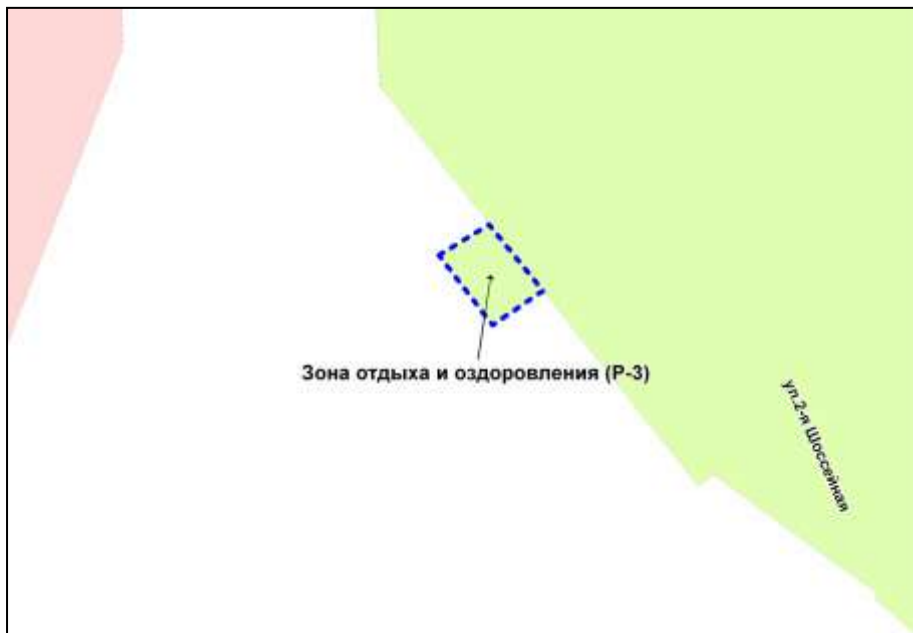 Зона отдыха и оздоровления (Р-3)
ул.2-я Шоссейная